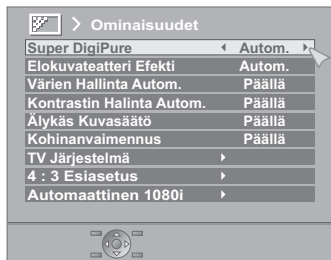 > Ominaisuudet
Super DigiPure Autom.
Elokuvateatteri Efekti Autom.
Värien Hallinta Autom. Päällä
Kontrastin Halinta Autom. Päällä
Älykäs Kuvasäätö Päällä
Kohinanvaimennus Päällä
TV Järjestelmä
4 : 3 Esiasetus
Automaattinen 1080i